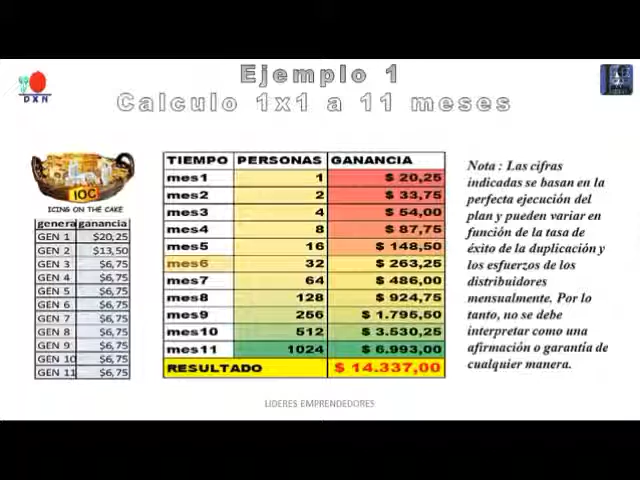 Ejemplo 1
Calculo 1x1 a 11 meses
DXN
IOC
ICING ON THE CAKE
genera ganancia
GEN 1 $20,25
GEN 2 $13,50
GEN 3 $6,75
GEN 4 $6,75
GEN 5 $6,75
GEN 6 $6,75
GEN 7 $6,75
GEN 8 $6,75
GEN 9 $6,75
GEN 10 $6,75
GEN 11 $6,75
TIEMPO PERSONAS GANANCIA
mes1 1 $ 20,25
mes2 2 $ 33,75
mes3 4 $ 54,00
mes4 8 $ 87,75
mes5 16 $ 148,50
mes6 32 $ 263,25
mes7 64 $ 486,00
mes8 128 $ 924,75
mes9 256 $ 1.795,50
mes10 512 $ 3.530,25
mes11 1024 $ 6.993,00
RESULTADO $ 14.337,00
Nota : Las cifras
indicadas se basan en la
perfecta ejecución del
plan y pueden variar en
función de la tasa de
éxito de la duplicación y
los esfuerzos de los
distribuidores
mensualmente. Por lo
tanto, no se debe
interpretar como una
afirmación o garantía de
cualquier manera.
LIDERES EMPRENDEDORES